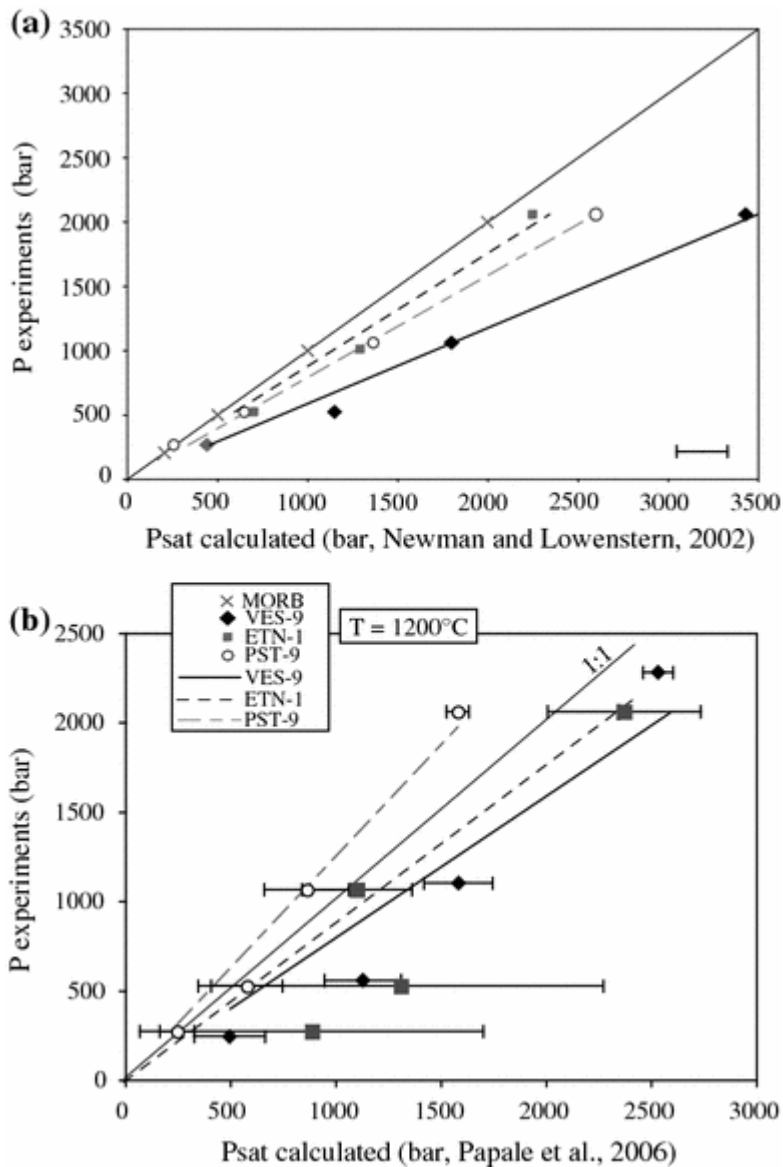 (a)
3500
3000
2500
2000
1500
1000
500
0
P experiments (bar)
0 500 1000 1500 2000 2500 3000 3500
Psat calculated (bar, Newman and Lowenstern, 2002)
(b)
MORB
VES-9
ETN-1
PST-9
VES-9
ETN-1
PST-9
T = 1200°C
1:1
2500
2000
1500
1000
500
0
P experiments (bar)
0 500 1000 1500 2000 2500 3000
Psat calculated (bar, Papale et al., 2006)